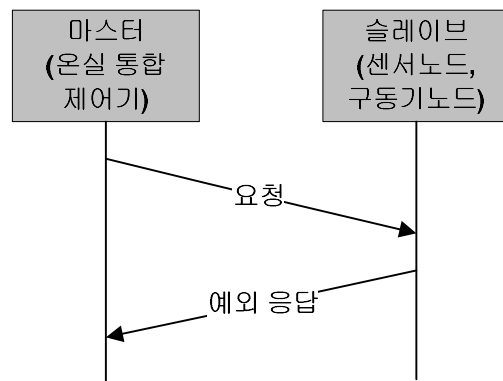 마스터
(온실 통합
제어기)
슬레이브
(센서노드,
구동기노드)
요청
예외 응답